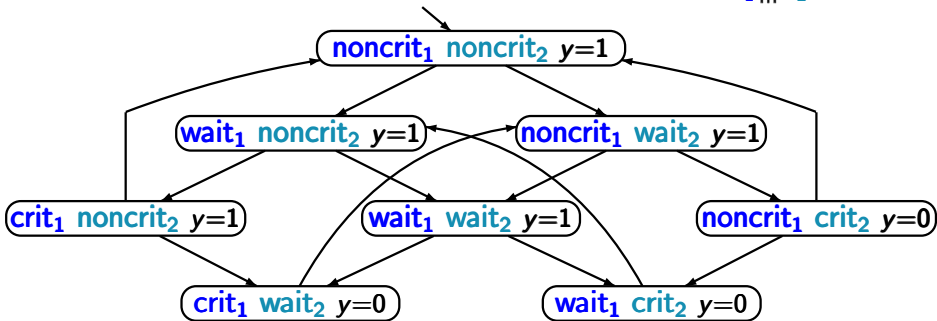 noncrit₁ noncrit₂ y=1
wait₁ noncrit₂ y=1
noncrit₁ wait₂ y=1
crit₁ noncrit₂ y=1
wait₁ wait₂ y=1
noncrit₁ crit₂ y=0
crit₁ wait₂ y=0
wait₁ crit₂ y=0